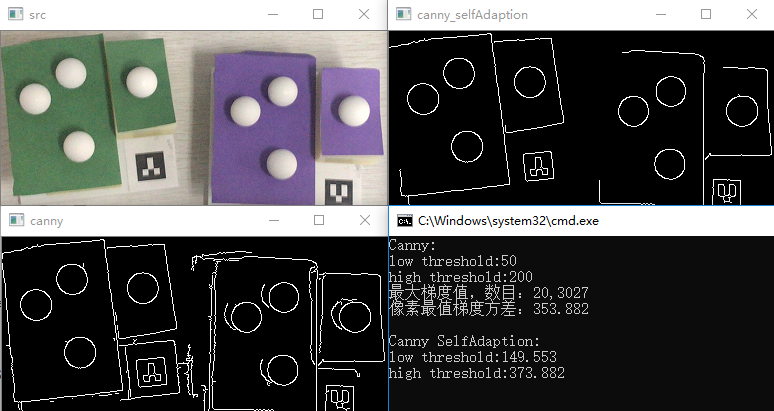 src
canny_selfAdaption
canny
C:\Windows\system32\cmd.exe
Canny:
low threshold:50
high threshold:200
最大梯度值，数目：20,3027
像素最值梯度方差：353.882
Canny SelfAdaption:
low threshold:149.553
high threshold:373.882